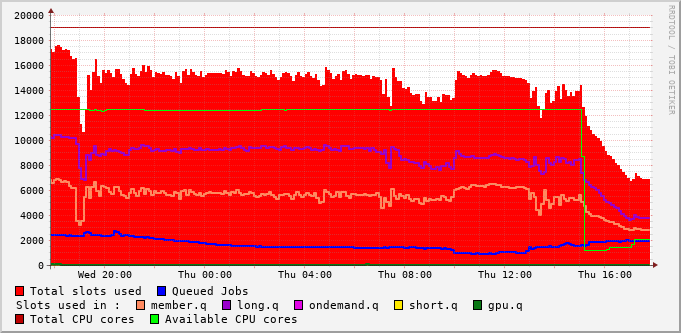 RRDTOOL / TOBI OETIKER
20000
18000
16000
14000
12000
10000
8000
6000
4000
2000
0
Wed 20:00 Thu 00:00 Thu 04:00 Thu 08:00 Thu 12:00 Thu 16:00
Total slots used Queued Jobs
Slots used in : member.q long.q ondemand.q short.q gpu.q
Total CPU cores Available CPU cores